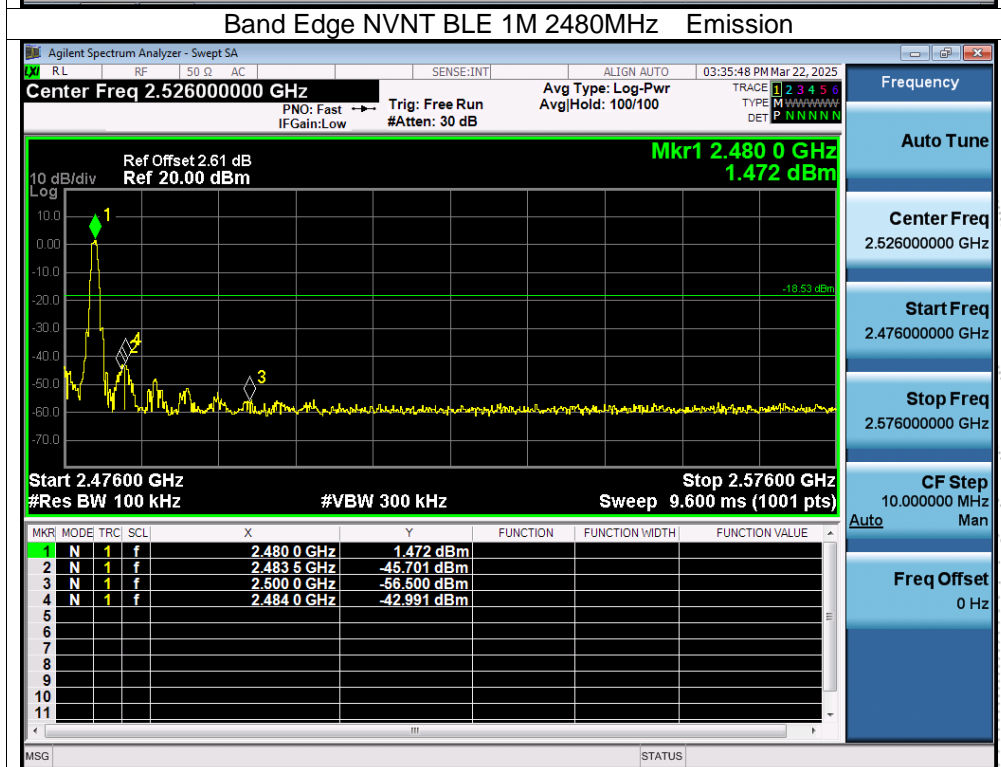 Band Edge NVNT BLE 1M 2480MHz Emission
Agilent Spectrum Analyzer - Swept SA
LXI RL RF 50 Ω AC SENSE:INT ALIGN AUTO 03:35:48 PM Mar 22, 2025
Center Freq 2.526000000 GHz
PNO: Fast
IFGain:Low
Trig: Free Run
#Atten: 30 dB
Avg Type: Log-Pwr
Avg|Hold: 100/100
TRACE 1 2 3 4 5 6
TYPE M WWWWW
DET P N N N N N
Ref Offset 2.61 dB
10 dB/div Ref 20.00 dBm
Log
Mkr1 2.480 0 GHz
1.472 dBm
10.0
0.00
-10.0
-20.0
-30.0
-40.0
-50.0
-60.0
-70.0
1
-18.53 dBm
4
2
3
Start 2.47600 GHz Stop 2.57600 GHz
#Res BW 100 kHz #VBW 300 kHz Sweep 9.600 ms (1001 pts)
MKR MODE TRC SCL X Y FUNCTION FUNCTION WIDTH FUNCTION VALUE
1 N 1 f 2.480 0 GHz 1.472 dBm
2 N 1 f 2.483 5 GHz -45.701 dBm
3 N 1 f 2.500 0 GHz -56.500 dBm
4 N 1 f 2.484 0 GHz -42.991 dBm
5
6
7
8
9
10
11
MSG STATUS
Frequency
Auto Tune
Center Freq
2.526000000 GHz
Start Freq
2.476000000 GHz
Stop Freq
2.576000000 GHz
CF Step
10.000000 MHz
Auto Man
Freq Offset
0 Hz